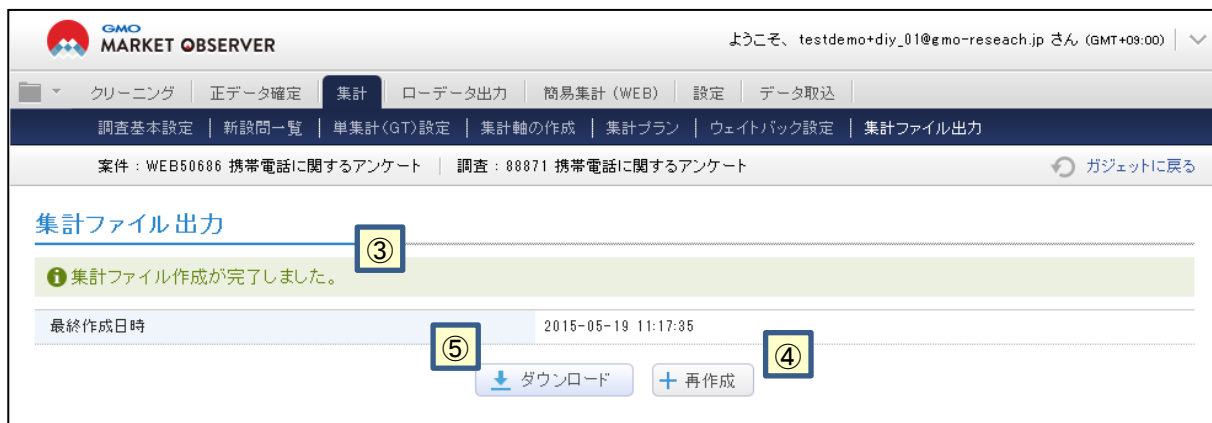 GMO
MARKET OBSERVER
ようこそ、 testdemo+diy_01@gmo-reseach.jp さん (GMT+09:00)
クリーニング 正データ確定 集計 ローデータ出力 簡易集計 (WEB) 設定 データ取込
調査基本設定 新設問一覧 単集計(GT)設定 集計軸の作成 集計プラン ウェイトバック設定 集計ファイル出力
案件：WEB50686 携帯電話に関するアンケート 調査：88871 携帯電話に関するアンケート ガジェットに戻る
集計ファイル出力
③
集計ファイル作成が完了しました。
最終作成日時 2015-05-19 11:17:35
⑤ ④
ダウンロード 再作成